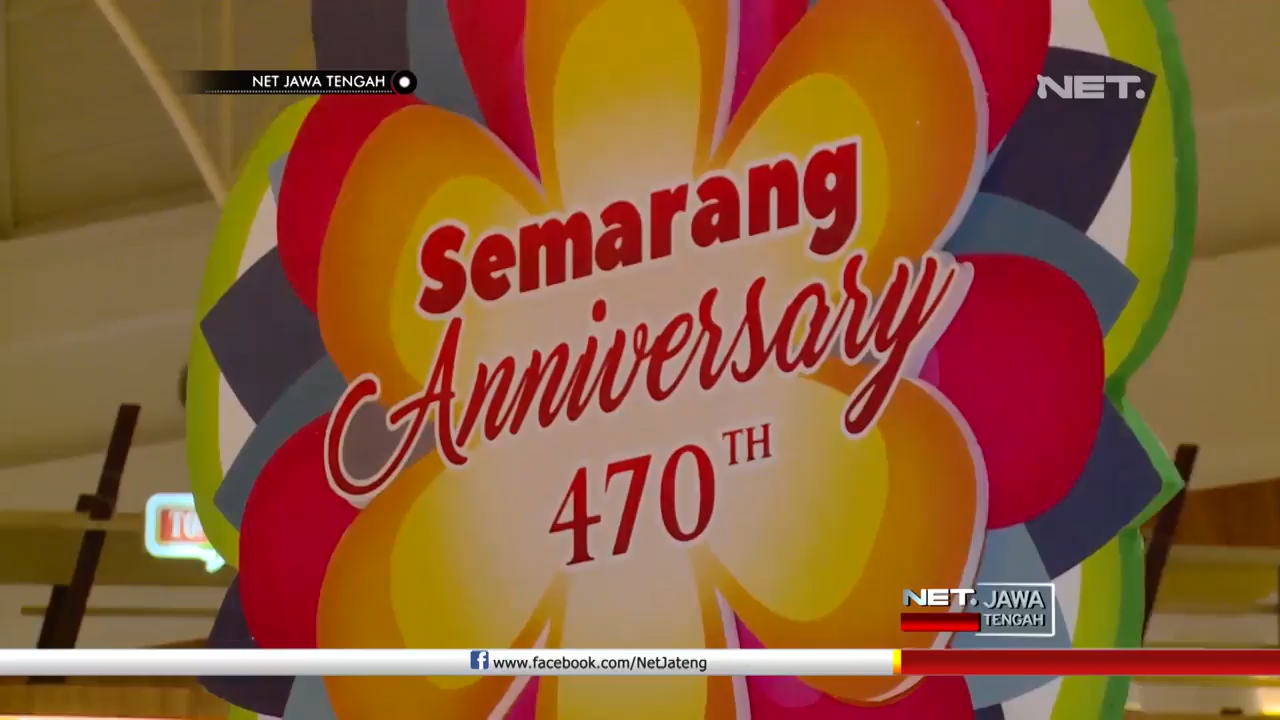 NET JAWA TENGAH
NET.
Semarang
Anniversary
470TH
NET. JAWA
TENGAH
www.facebook.com/NetJateng